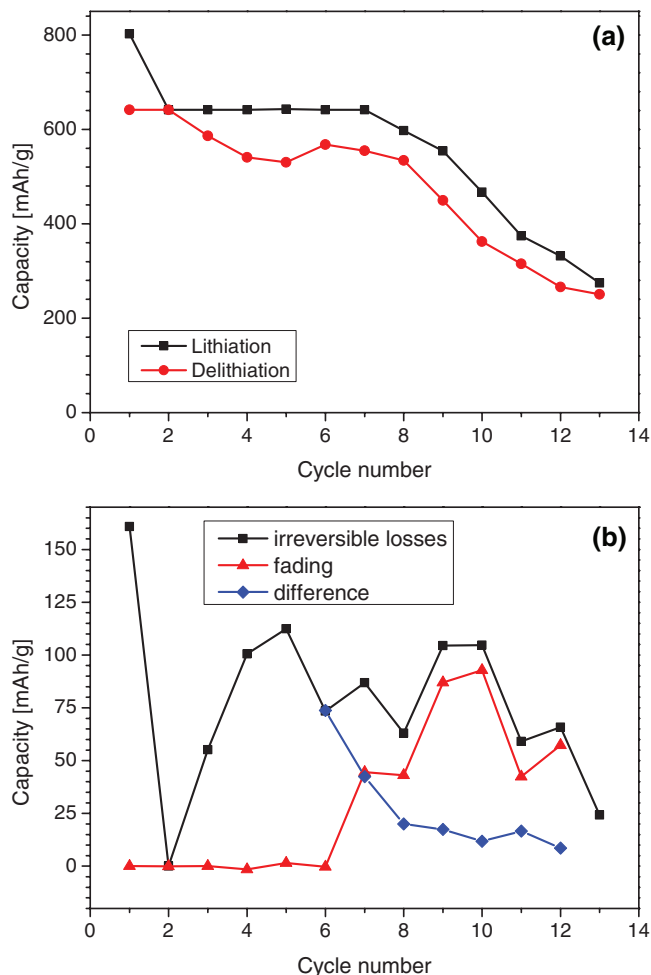 (a)
800
600
400
200
0
Capacity [mAh/g]
Lithiation
Delithiation
0 2 4 6 8 10 12 14
Cycle number
(b)
150
125
100
75
50
25
0
Capacity [mAh/g]
irreversible losses
fading
difference
0 2 4 6 8 10 12 14
Cycle number